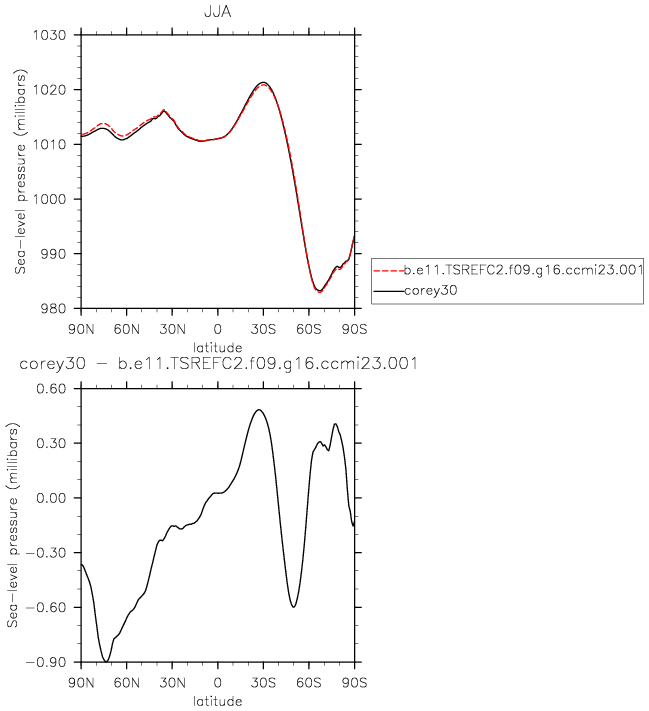 JJA
1030
1020
1010
1000
990
980
Sea-level pressure (millibars)
90N 60N 30N 0 30S 60S 90S
latitude
b.e11.TSREFC2.f09.g16.ccmi23.001
corey30
corey30 - b.e11.TSREFC2.f09.g16.ccmi23.001
0.60
0.30
0.00
-0.30
-0.60
-0.90
Sea-level pressure (millibars)
90N 60N 30N 0 30S 60S 90S
latitude